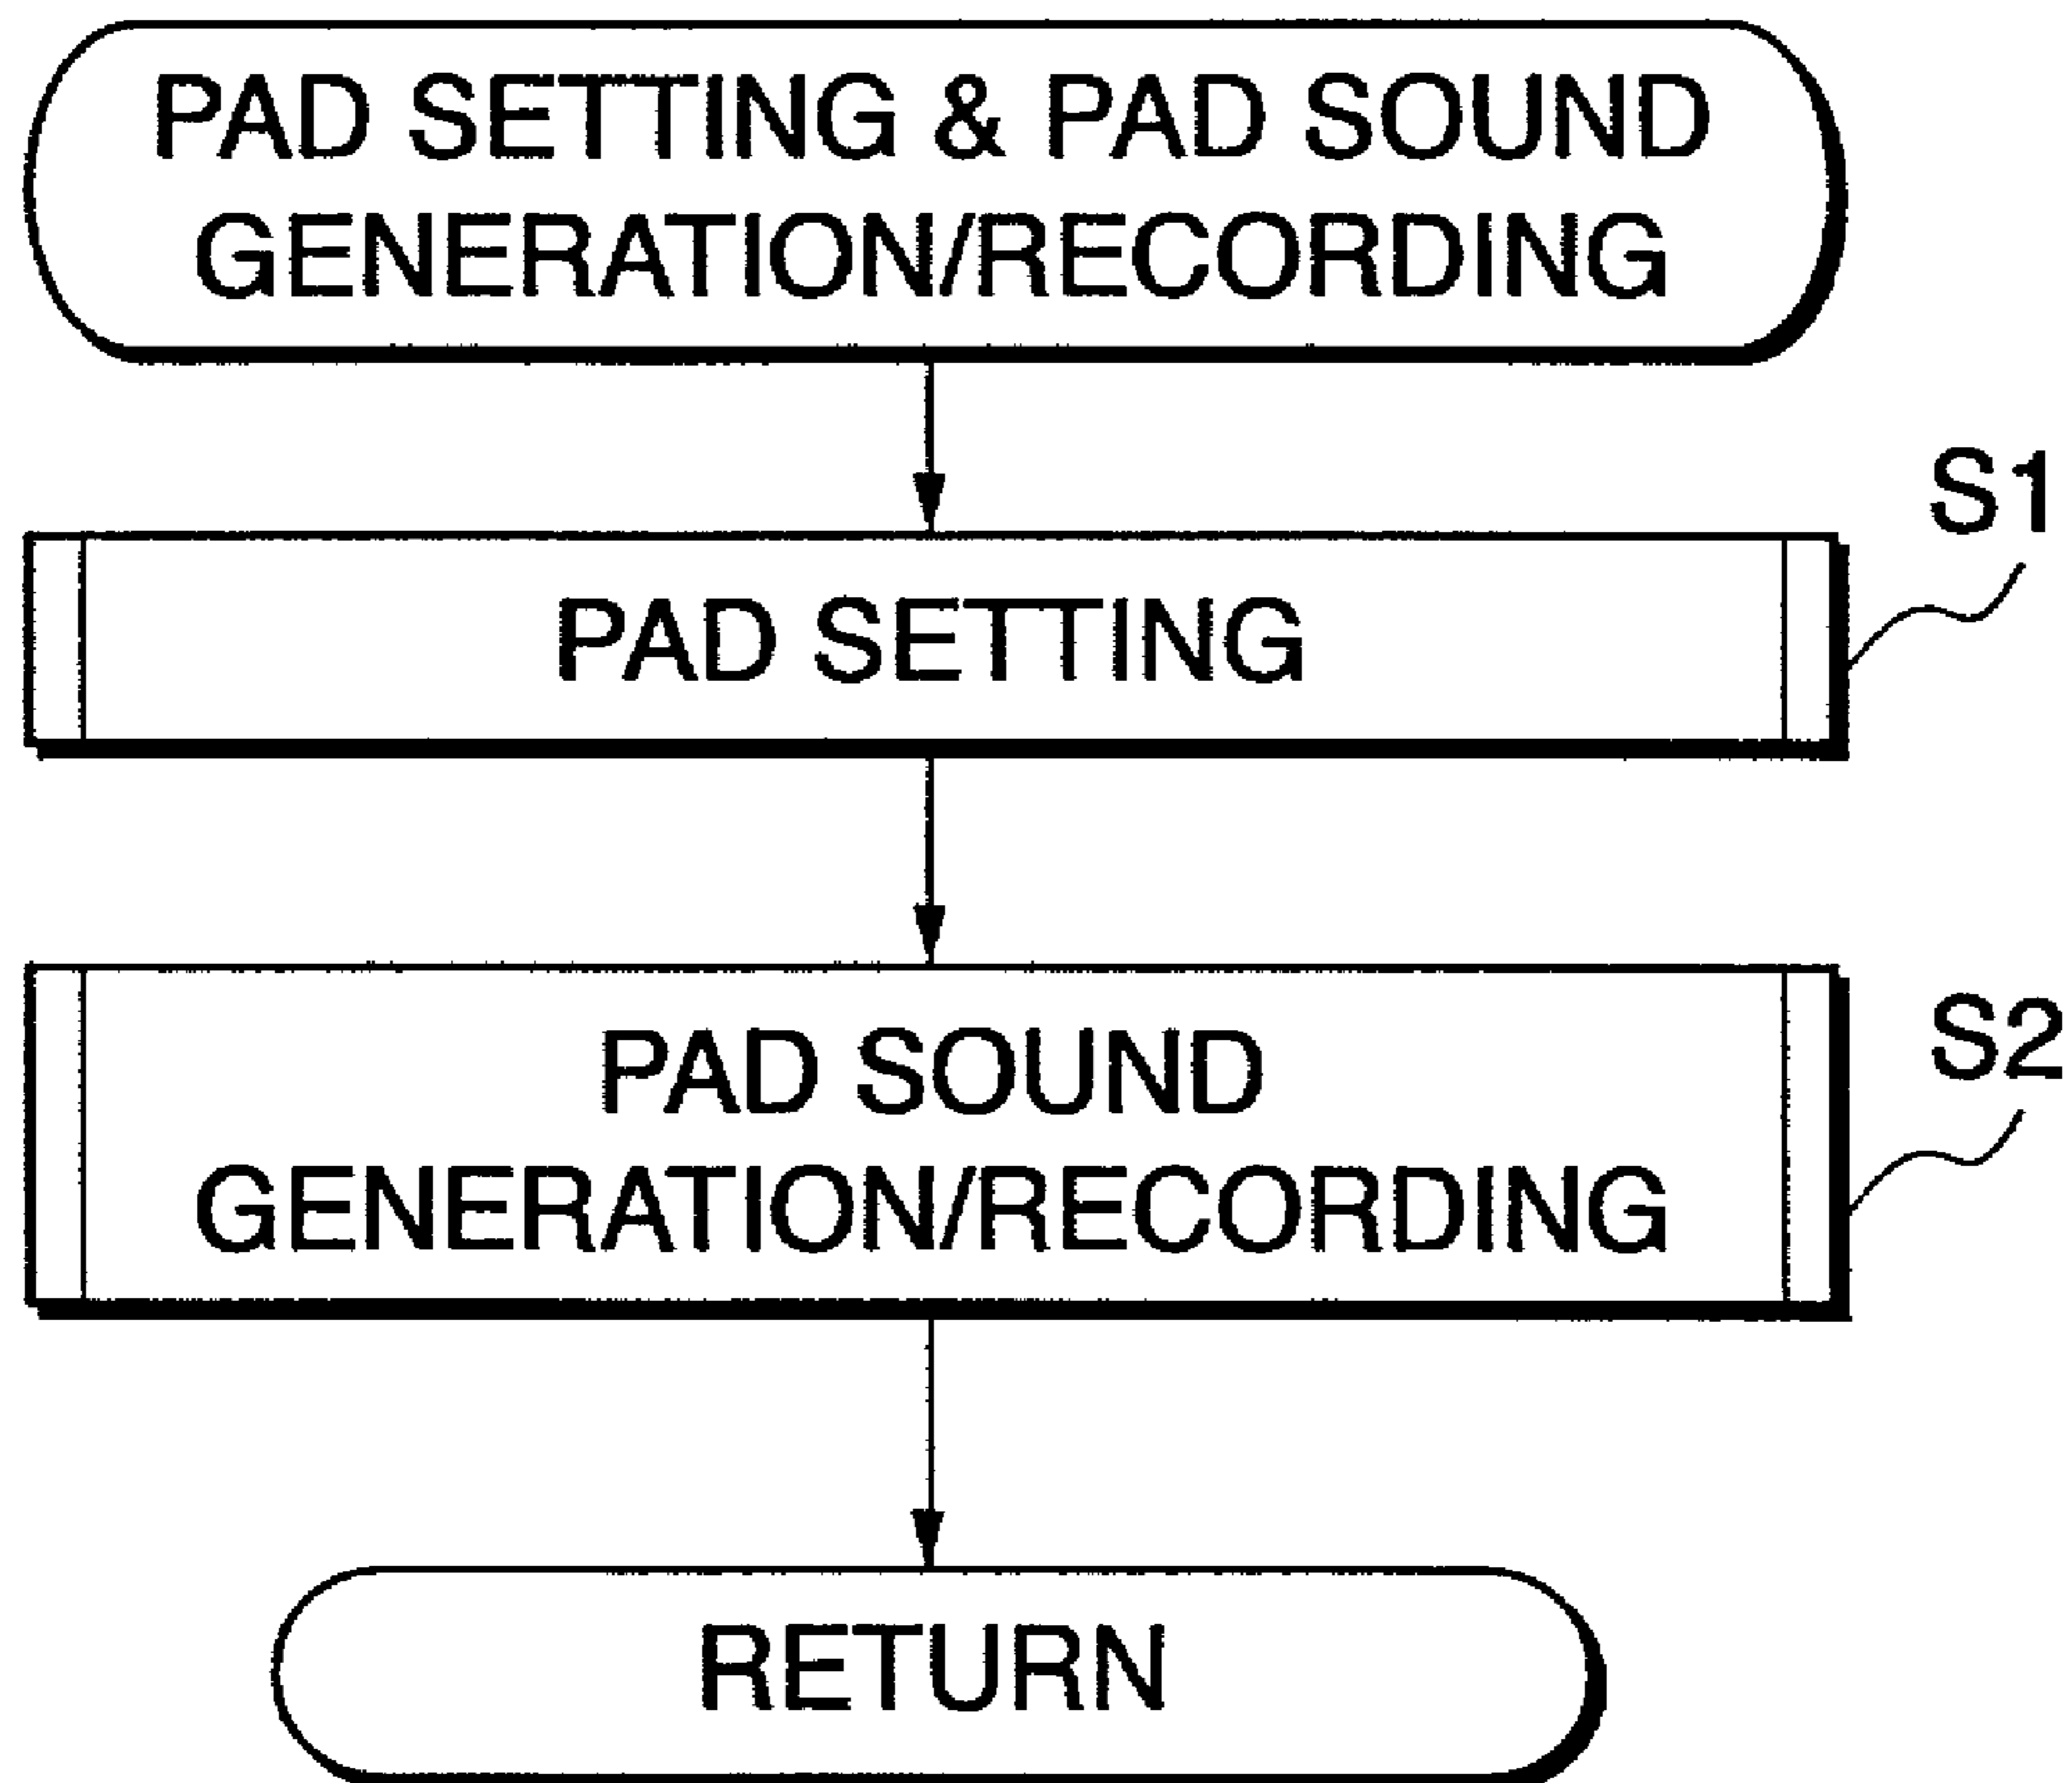 PAD SETTING & PAD SOUND
GENERATION/RECORDING
S1
PAD SETTING
S2
PAD SOUND
GENERATION/RECORDING
RETURN